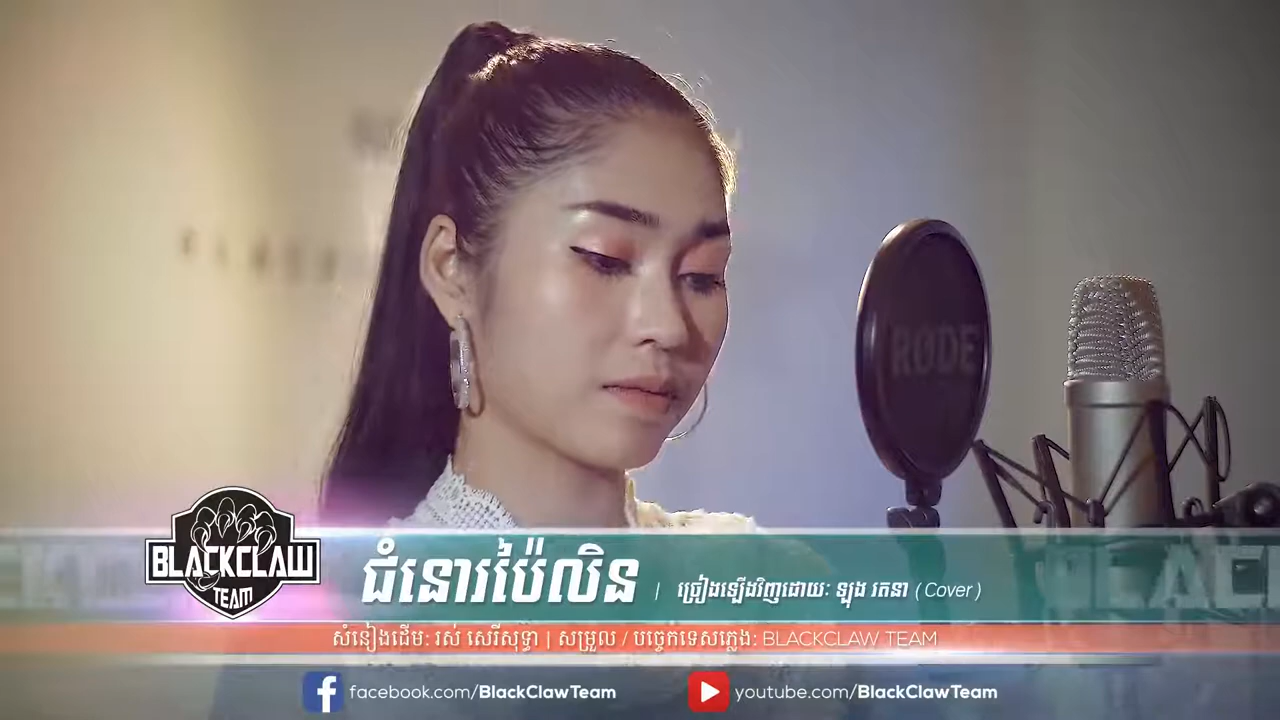 RØDE
BLACKCLAW
TEAM
ជំនោរប៉ៃលិន | ច្រៀងឡើងវិញដោយៈ ឡុង រតនា (Cover)
សំនៀងដើម: រស់ សេរីសុទ្ធា | សម្រួល / បច្ចេកទេសភ្លេង: BLACKCLAW TEAM
facebook.com/BlackClawTeam
youtube.com/BlackClawTeam